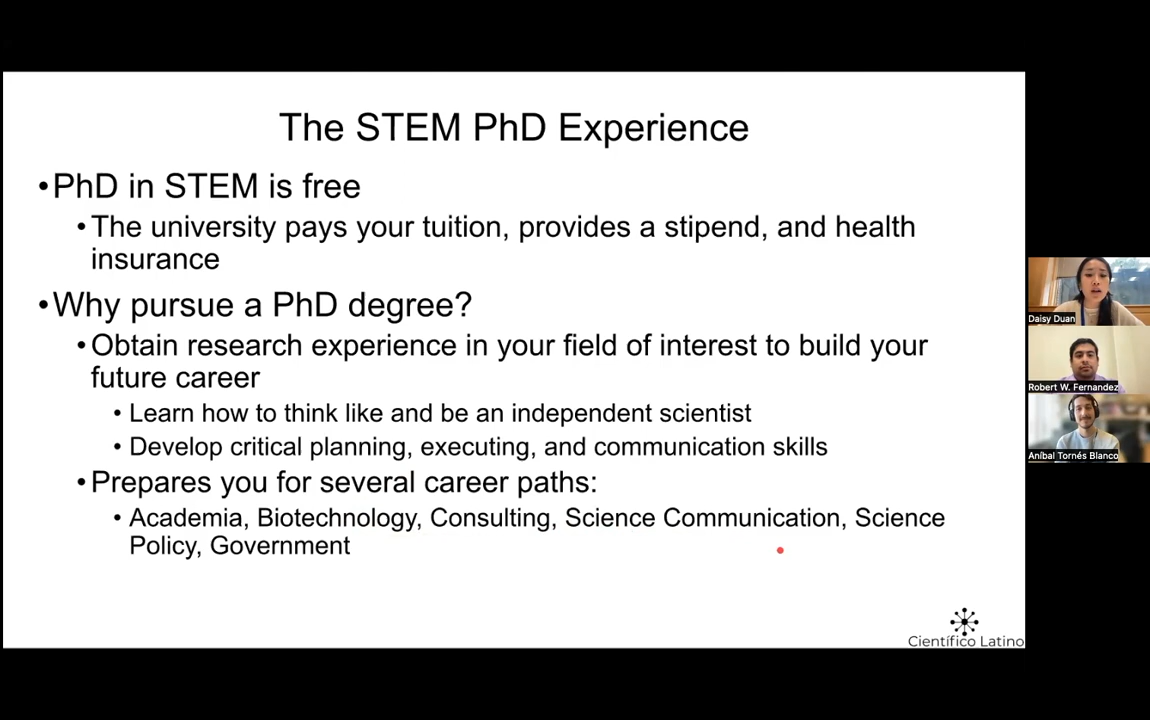 The STEM PhD Experience
•PhD in STEM is free
•The university pays your tuition, provides a stipend, and health
insurance
•Why pursue a PhD degree?
•Obtain research experience in your field of interest to build your
future career
•Learn how to think like and be an independent scientist
•Develop critical planning, executing, and communication skills
•Prepares you for several career paths:
•Academia, Biotechnology, Consulting, Science Communication, Science
Policy, Government
Científico Latino
Daisy Duan
Robert W. Fernandez
Aníbal Tornés Blanco